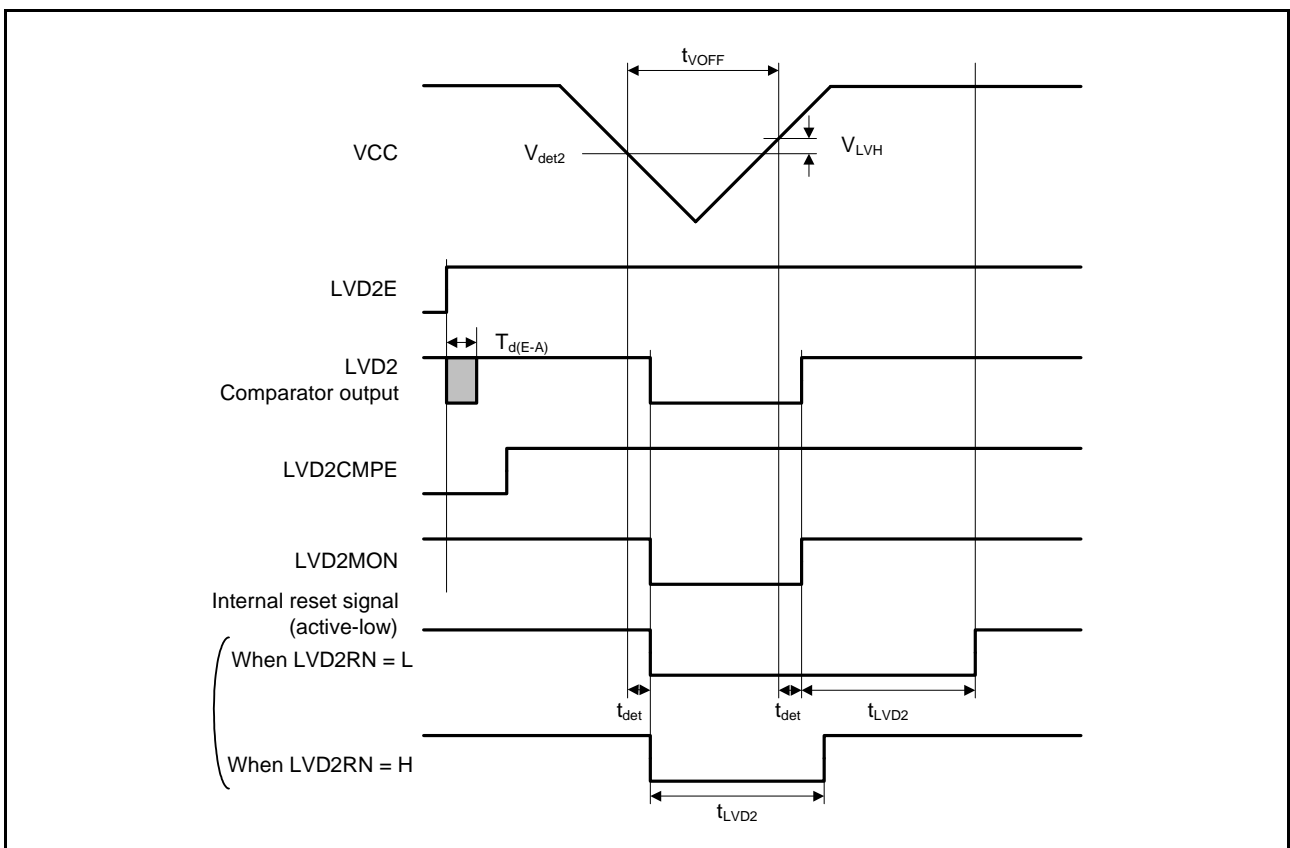 tVOFF
VCC
Vdet2
VLVH
LVD2E
Td(E-A)
LVD2
Comparator output
LVD2CMPE
LVD2MON
Internal reset signal
(active-low)
When LVD2RN = L
tdet
tdet
tLVD2
When LVD2RN = H
tLVD2